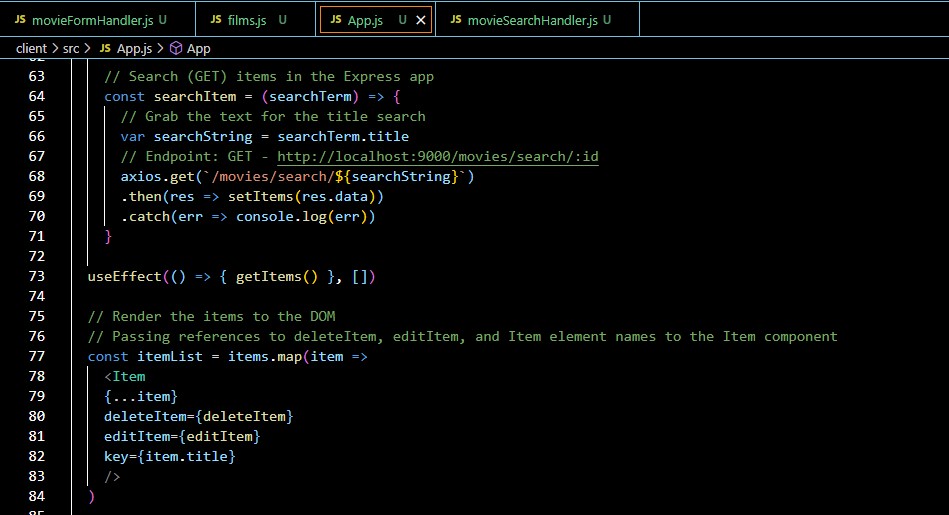 JS movieFormHandler.js U JS films.js U JS App.js U × JS movieSearchHandler.js U
client > src > JS App.js > App
62
63 // Search (GET) items in the Express app
64 const searchItem = (searchTerm) => {
65 // Grab the text for the title search
66 var searchString = searchTerm.title
67 // Endpoint: GET - http://localhost:9000/movies/search/:id
68 axios.get(`/movies/search/${searchString}`)
69 .then(res => setItems(res.data))
70 .catch(err => console.log(err))
71 }
72
73 useEffect(() => { getItems() }, [])
74
75 // Render the items to the DOM
76 // Passing references to deleteItem, editItem, and Item element names to the Item component
77 const itemList = items.map(item =>
78 <Item
79 {...item}
80 deleteItem={deleteItem}
81 editItem={editItem}
82 key={item.title}
83 />
84 )
85